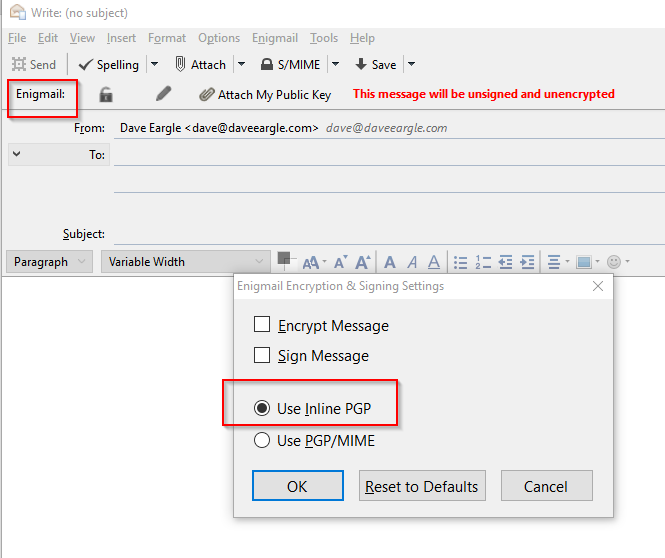 Write: (no subject)
File Edit View Insert Format Options Enigmail Tools Help
Send Spelling Attach S/MIME Save
Enigmail: Attach My Public Key This message will be unsigned and unencrypted
From: Dave Eargle <dave@daveeargle.com> dave@daveeargle.com
To:
Subject:
Paragraph Variable Width
Enigmail Encryption & Signing Settings
Encrypt Message
Sign Message
Use Inline PGP
Use PGP/MIME
OK Reset to Defaults Cancel